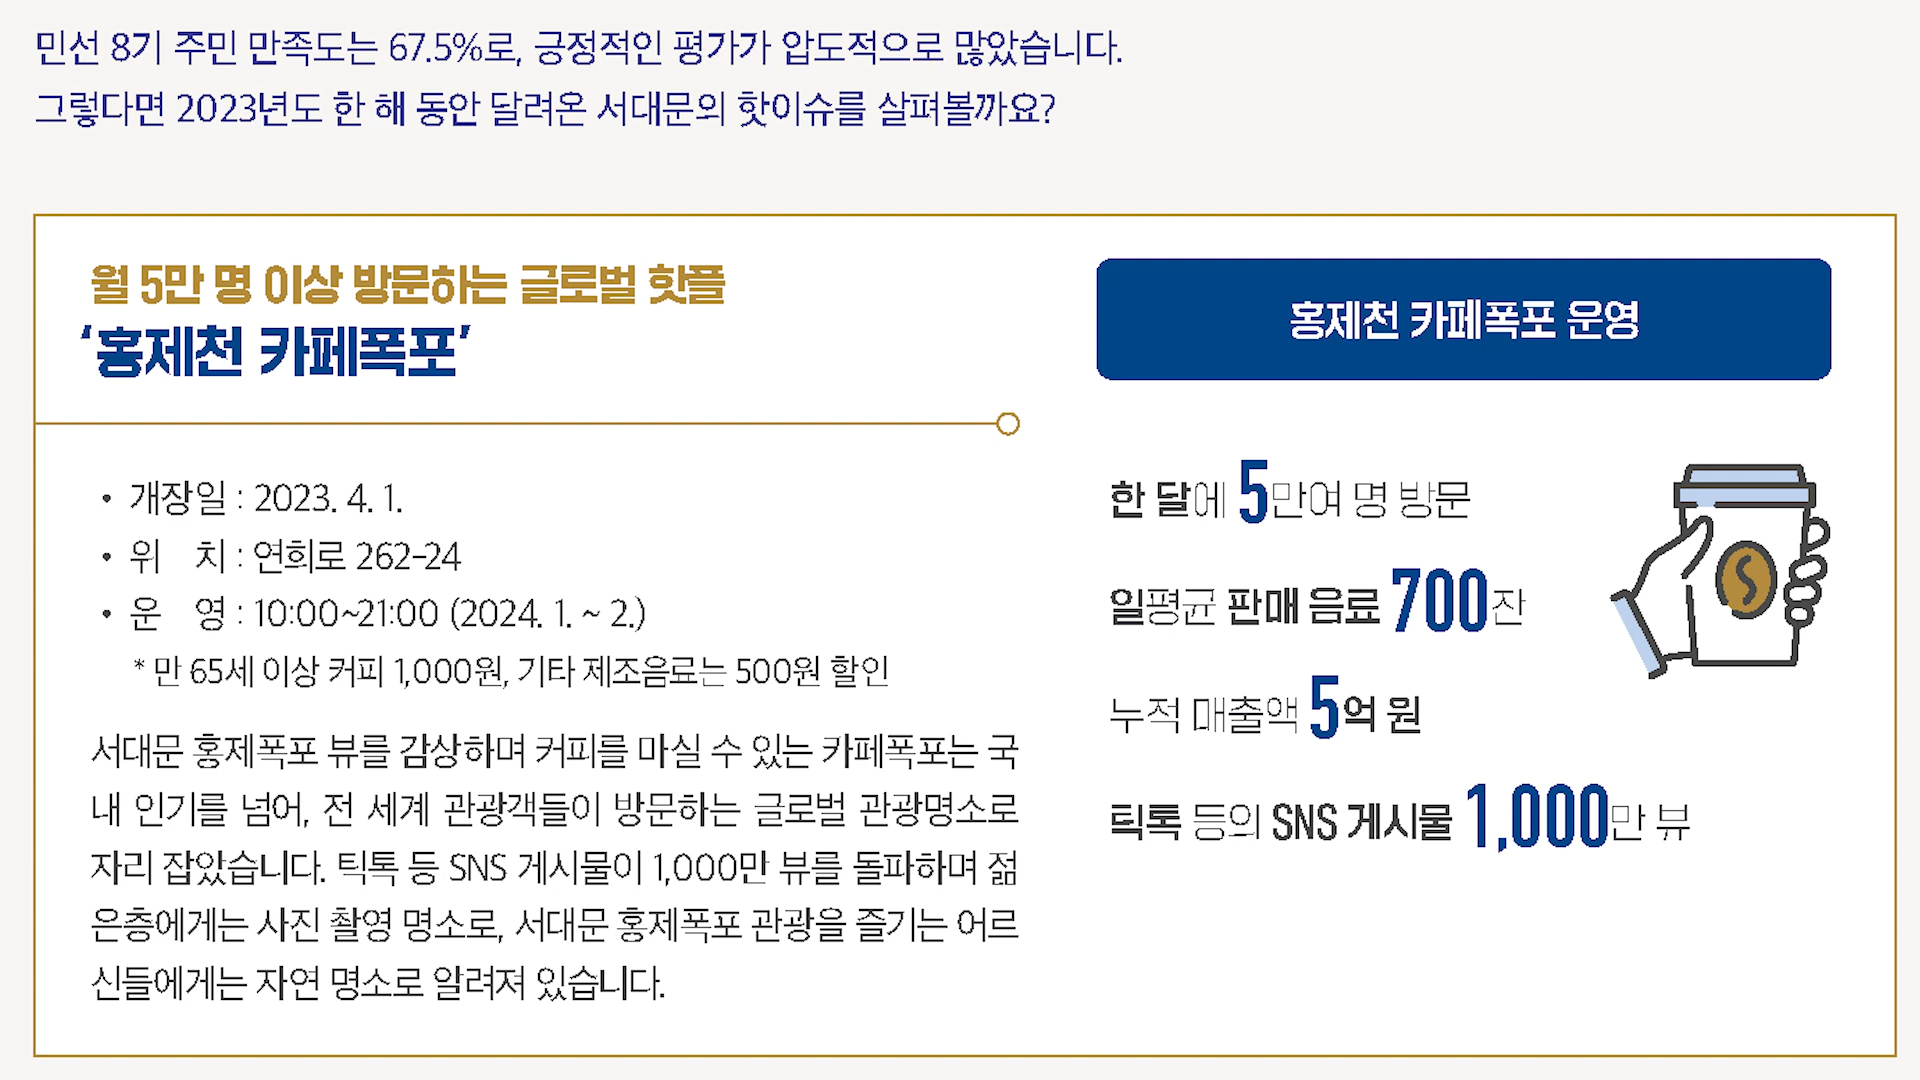 민선 8기 주민 만족도는 67.5%로, 긍정적인 평가가 압도적으로 많았습니다.
그렇다면 2023년도 한 해 동안 달려온 서대문의 핫이슈를 살펴볼까요?
월 5만 명 이상 방문하는 글로벌 핫플
‘홍제천 카페폭포’
• 개장일 : 2023. 4. 1.
• 위 치 : 연희로 262-24
• 운 영 : 10:00~21:00 (2024. 1. ~ 2.)
* 만 65세 이상 커피 1,000원, 기타 제조음료는 500원 할인
서대문 홍제폭포 뷰를 감상하며 커피를 마실 수 있는 카페폭포는 국
내 인기를 넘어, 전 세계 관광객들이 방문하는 글로벌 관광명소로
자리 잡았습니다. 틱톡 등 SNS 게시물이 1,000만 뷰를 돌파하며 젊
은층에게는 사진 촬영 명소로, 서대문 홍제폭포 관광을 즐기는 어르
신들에게는 자연 명소로 알려져 있습니다.
홍제천 카페폭포 운영
한 달에 5만여 명 방문
일평균 판매 음료 700잔
누적 매출액 5억 원
틱톡 등의 SNS 게시물 1,000만 뷰